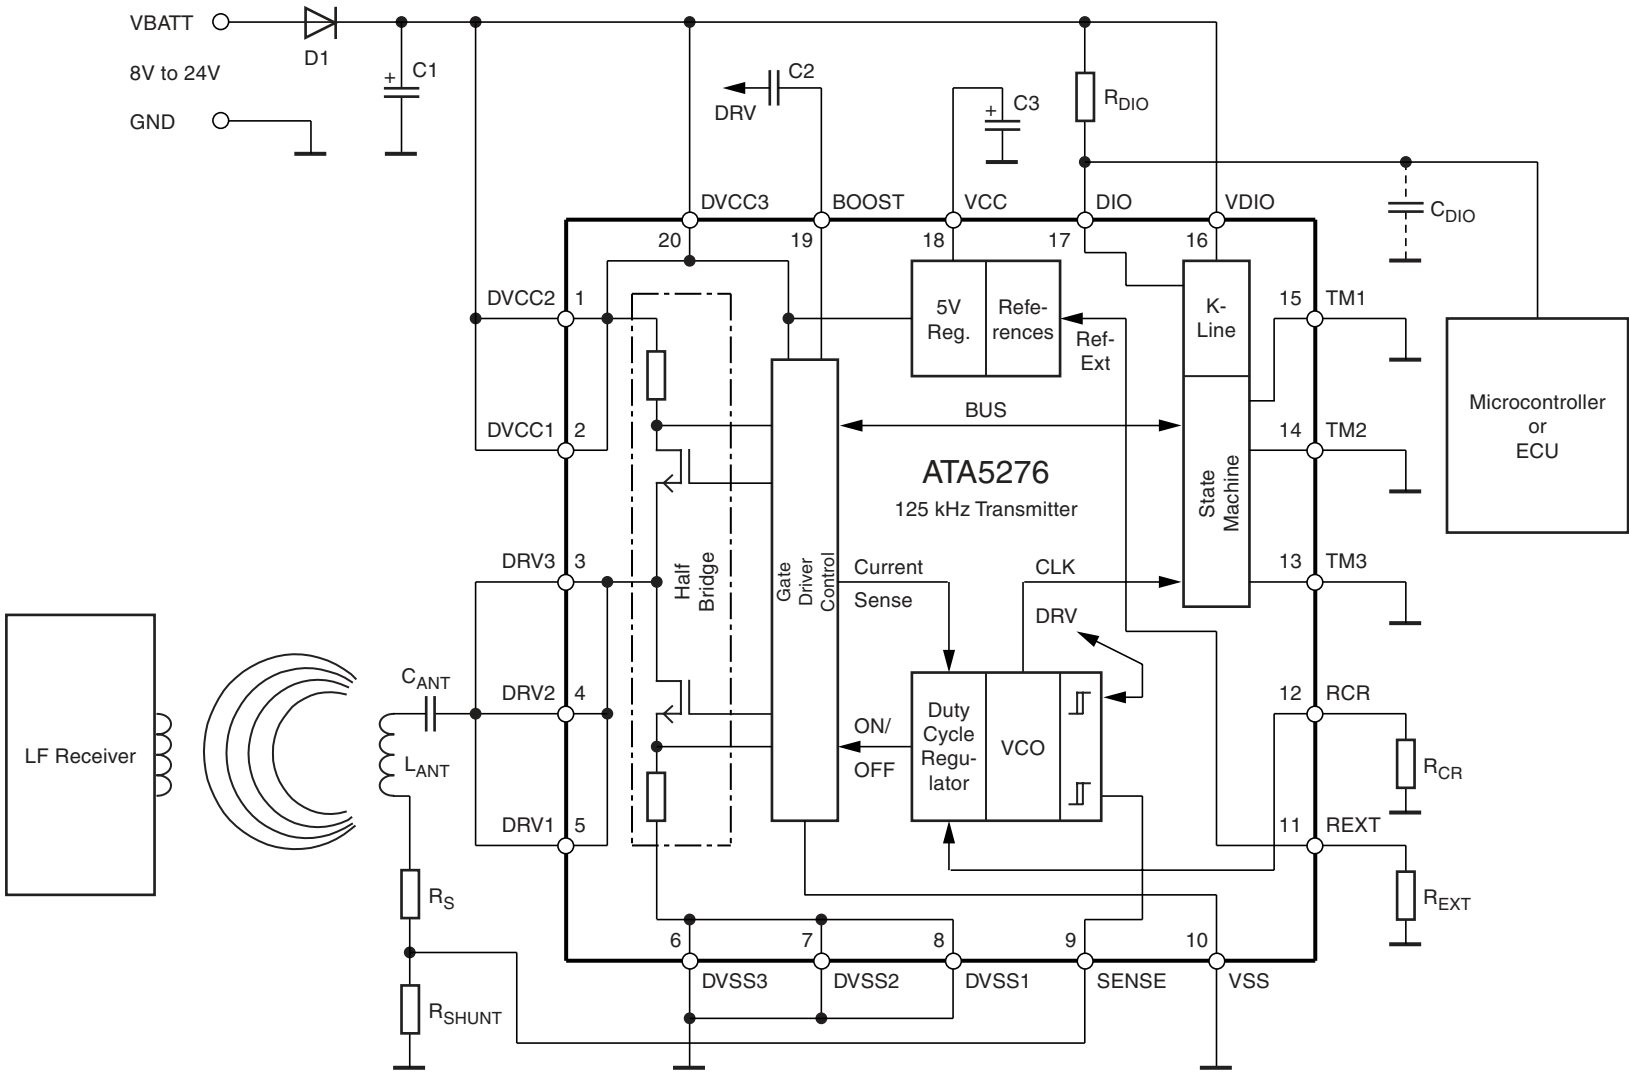 VBATT
D1
8V to 24V
C1
+
GND
C2
DRV
C3
+
RDIO
DVCC3
BOOST
VCC
DIO
VDIO
CDIO
20
19
18
17
16
DVCC2
1
5V
Reg.
Refe-
rences
Ref-
Ext
K-
Line
15
TM1
DVCC1
2
BUS
14
TM2
Microcontroller
or
ECU
ATA5276
125 kHz Transmitter
State
Machine
DRV3
3
Half
Bridge
Gate
Driver
Control
Current
Sense
CLK
DRV
13
TM3
LF Receiver
CANT
LANT
DRV2
4
ON/
OFF
Duty
Cycle
Regu-
lator
VCO
12
RCR
RCR
DRV1
5
11
REXT
REXT
RS
6
7
8
9
10
DVSS3
DVSS2
DVSS1
SENSE
VSS
RSHUNT